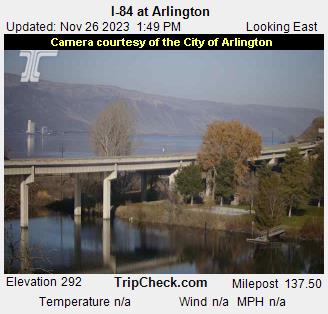 I-84 at Arlington
Updated: Nov 26 2023 1:49 PM Looking East
Camera courtesy of the City of Arlington
Elevation 292 TripCheck.com Milepost 137.50
Temperature n/a Wind n/a MPH n/a